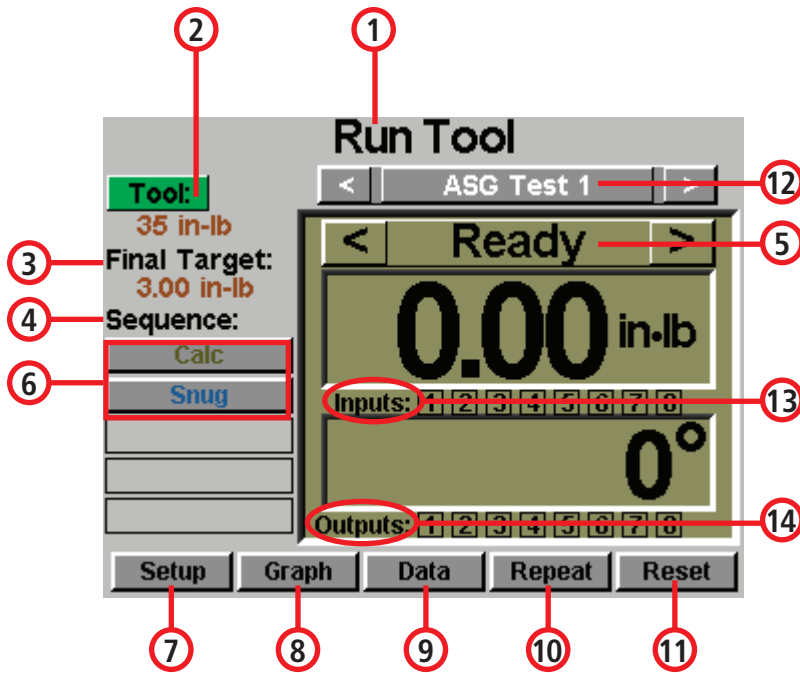 2 1
Run Tool
< ASG Test 1 > 12
Tool:
35 in-lb
< Ready > 5
3 Final Target:
3.00 in-lb
0.00 in•lb
4 Sequence:
6 Calc
Snug
Inputs: 1 2 3 4 5 6 7 8 13
0°
Outputs: 1 2 3 4 5 6 7 8 14
Setup Graph Data Repeat Reset
7 8 9 10 11